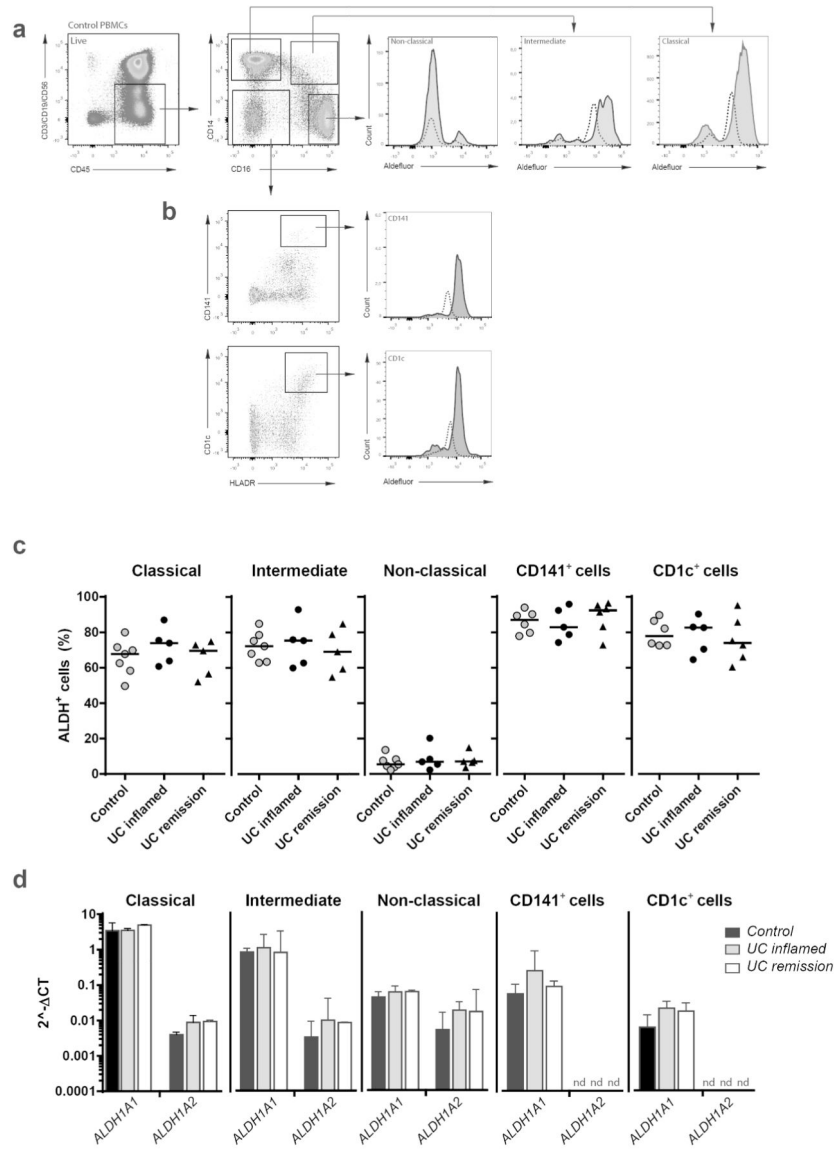 a
Control PBMCs
Live
CD3/CD19/CD56
CD45
CD14
CD16
Non-classical
Count
Aldefluor
Intermediate
Aldefluor
Classical
Aldefluor
b
CD141
CD141
Count
CD1c
HLADR
CD1c
Count
Aldefluor
c
Classical
Intermediate
Non-classical
CD141⁺ cells
CD1c⁺ cells
ALDH⁺ cells (%)
100
80
60
40
20
0
Control
UC inflamed
UC remission
Control
UC inflamed
UC remission
Control
UC inflamed
UC remission
Control
UC inflamed
UC remission
Control
UC inflamed
UC remission
d
Classical
Intermediate
Non-classical
CD141⁺ cells
CD1c⁺ cells
Control
UC inflamed
UC remission
2^-ΔCT
10
1
0.1
0.01
0.001
0.0001
nd nd nd
nd nd nd
ALDH1A1
ALDH1A2
ALDH1A1
ALDH1A2
ALDH1A1
ALDH1A2
ALDH1A1
ALDH1A2
ALDH1A1
ALDH1A2